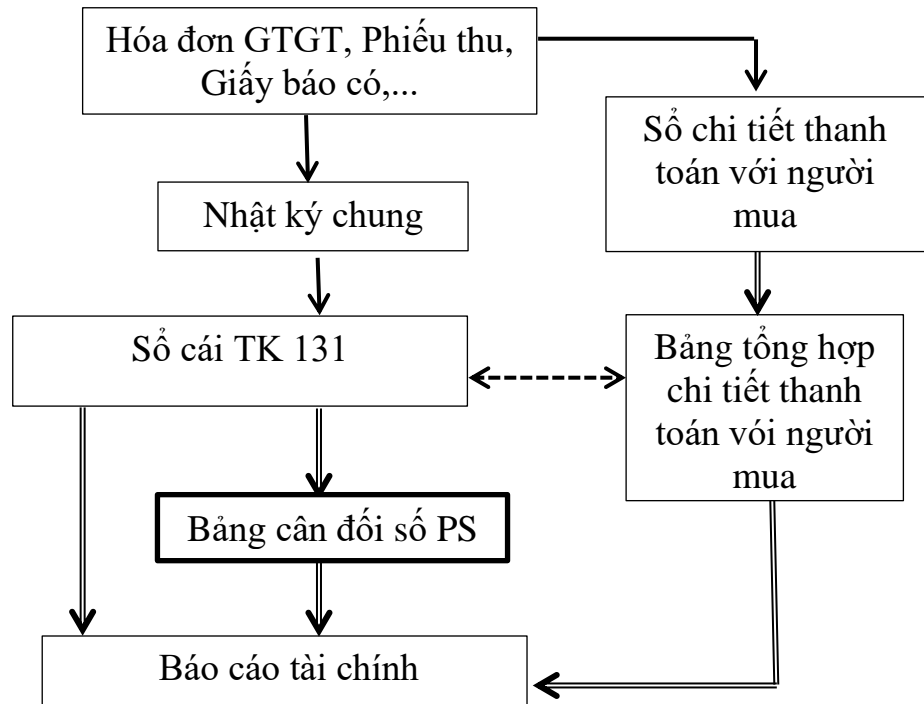 Hóa đơn GTGT, Phiếu thu,
Giấy báo có,...
Sổ chi tiết thanh
toán với người
mua
Nhật ký chung
Sổ cái TK 131
Bảng tổng hợp
chi tiết thanh
toán vói người
mua
Bảng cân đối số PS
Báo cáo tài chính